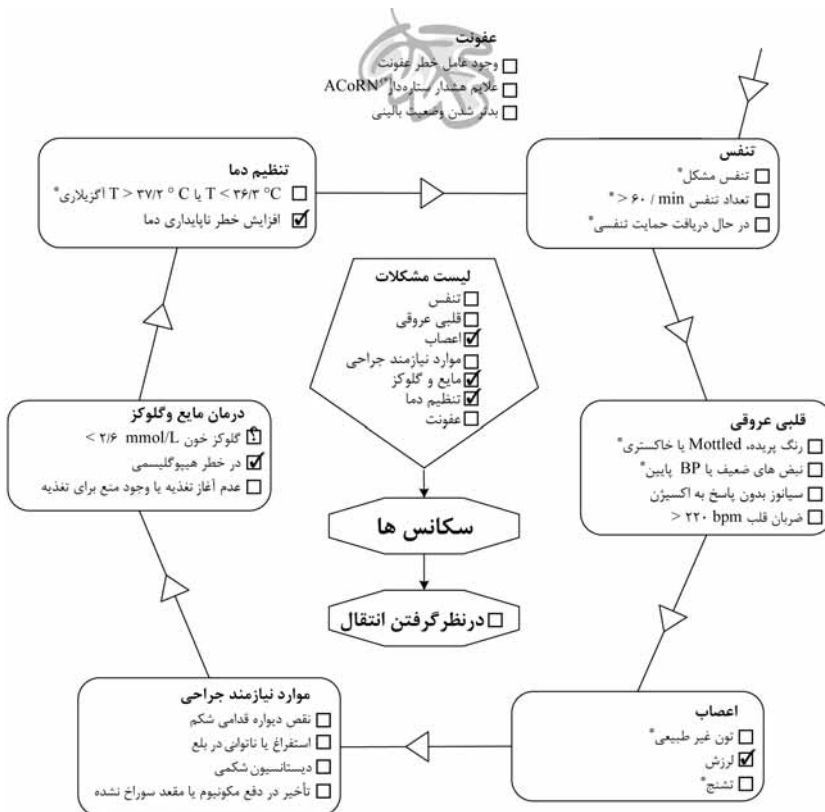 عفونت
وجود عامل خطر عفونت
علایم هشدار ستاره‌دار* ACoRN
بدتر شدن وضعیت بالینی
تنفس
تنفس مشکل*
تعداد تنفس ۶۰ / min < *
در حال دریافت حمایت تنفسی*
قلبی عروقی
رنگ پریده، Mottled یا خاکستری*
نبض های ضعیف یا BP پایین*
سیانوز بدون پاسخ به اکسیژن
ضربان قلب ۲۲۰ bpm <
اعصاب
تون غیر طبیعی*
لرزش
تشنج*
موارد نیازمند جراحی
نقص دیواره قدامی شکم
استفراغ یا ناتوانی در بلع
دیستانسیون شکمی
تأخیر در دفع مکونیوم یا مقعد سوراخ نشده
درمان مایع وگلوکز
گلوکز خون ۲/۶ mmol/L >
در خطر هیپوگلیسمی
عدم آغاز تغذیه یا وجود منع برای تغذیه
تنظیم دما
T < ۳۶/۳ °C یا T > ۳۷/۲ °C آگزیلاری*
افزایش خطر ناپایداری دما
لیست مشکلات
تنفس
قلبی عروقی
اعصاب
موارد نیازمند جراحی
مایع و گلوکز
تنظیم دما
عفونت
سکانس ها
درنظرگرفتن انتقال